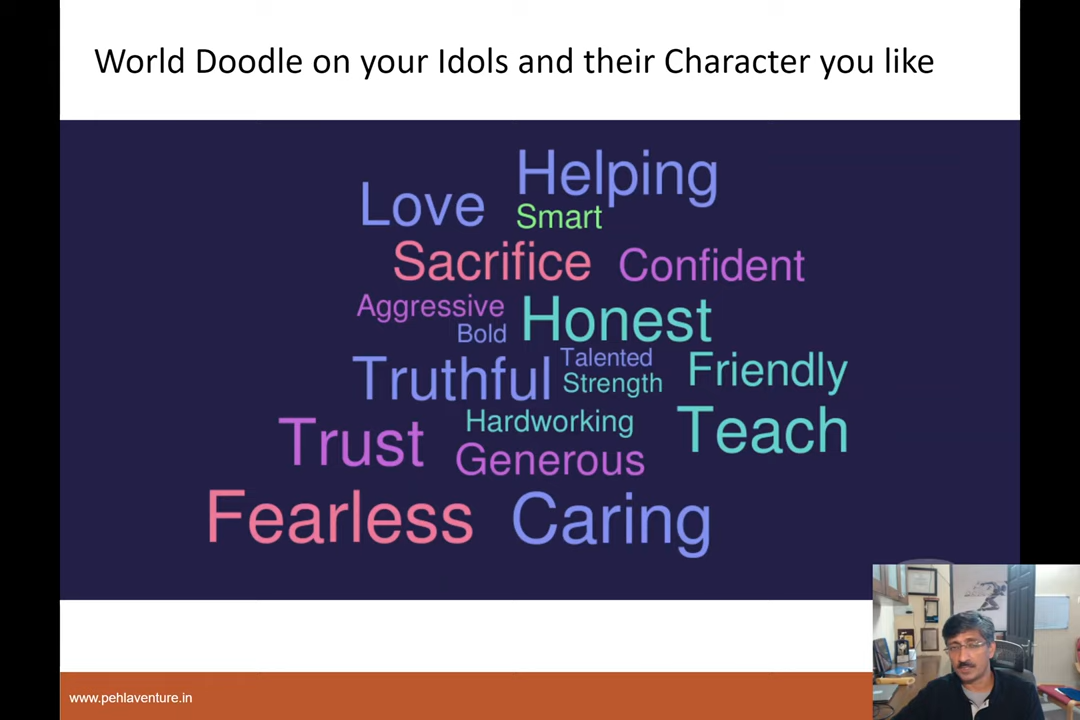 World Doodle on your Idols and their Character you like
Helping
Love
Smart
Sacrifice
Confident
Aggressive
Honest
Bold
Talented
Truthful
Strength
Friendly
Hardworking
Teach
Trust
Generous
Fearless
Caring
www.pehlaventure.in